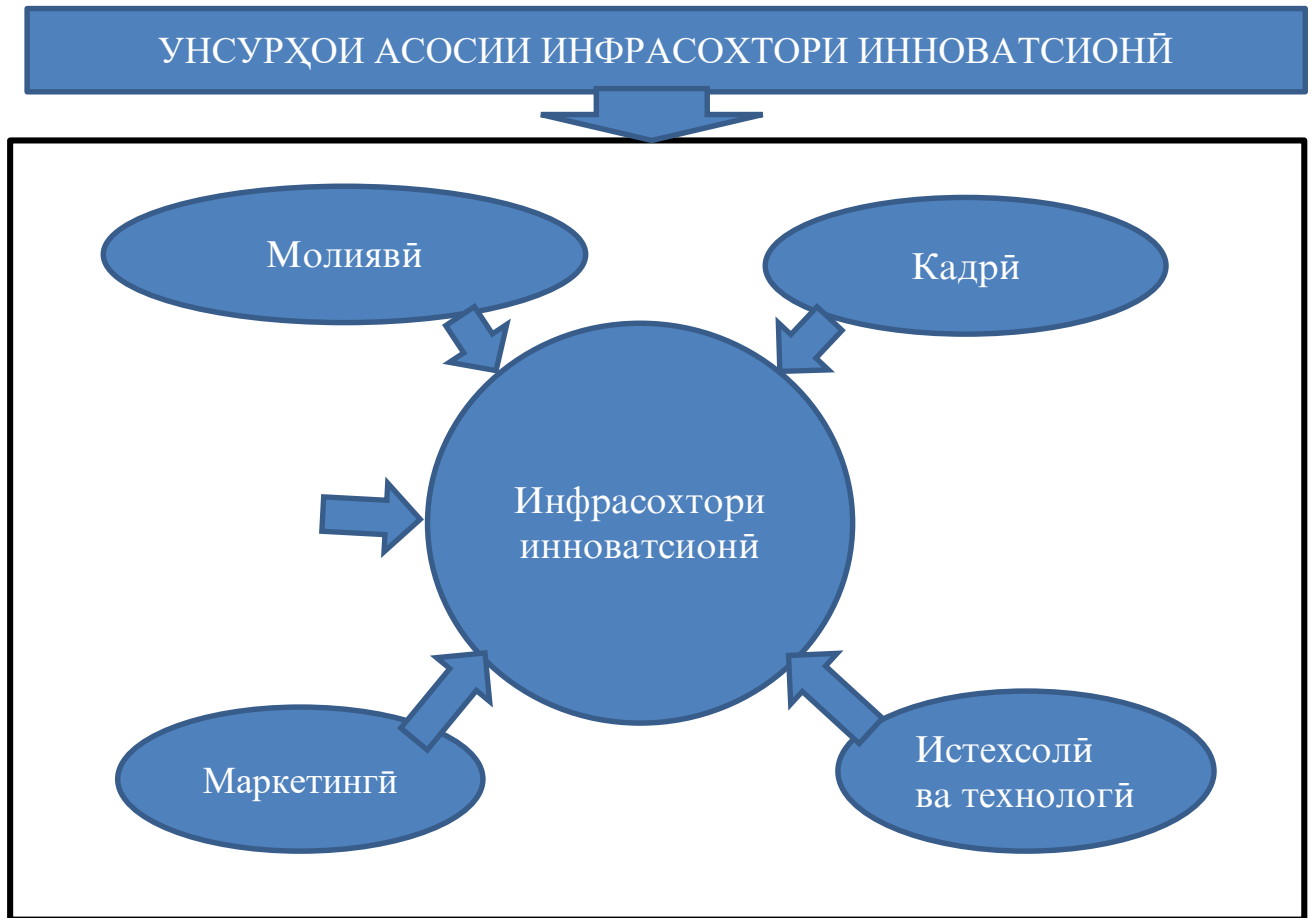 УНСУРҲОИ АСОСИИ ИНФРАСОХТОРИ ИННОВАТСИОНӢ
Молиявӣ
Кадрӣ
Инфрасохтори
инноватсионӣ
Маркетингӣ
Истехсолӣ
ва технологӣ